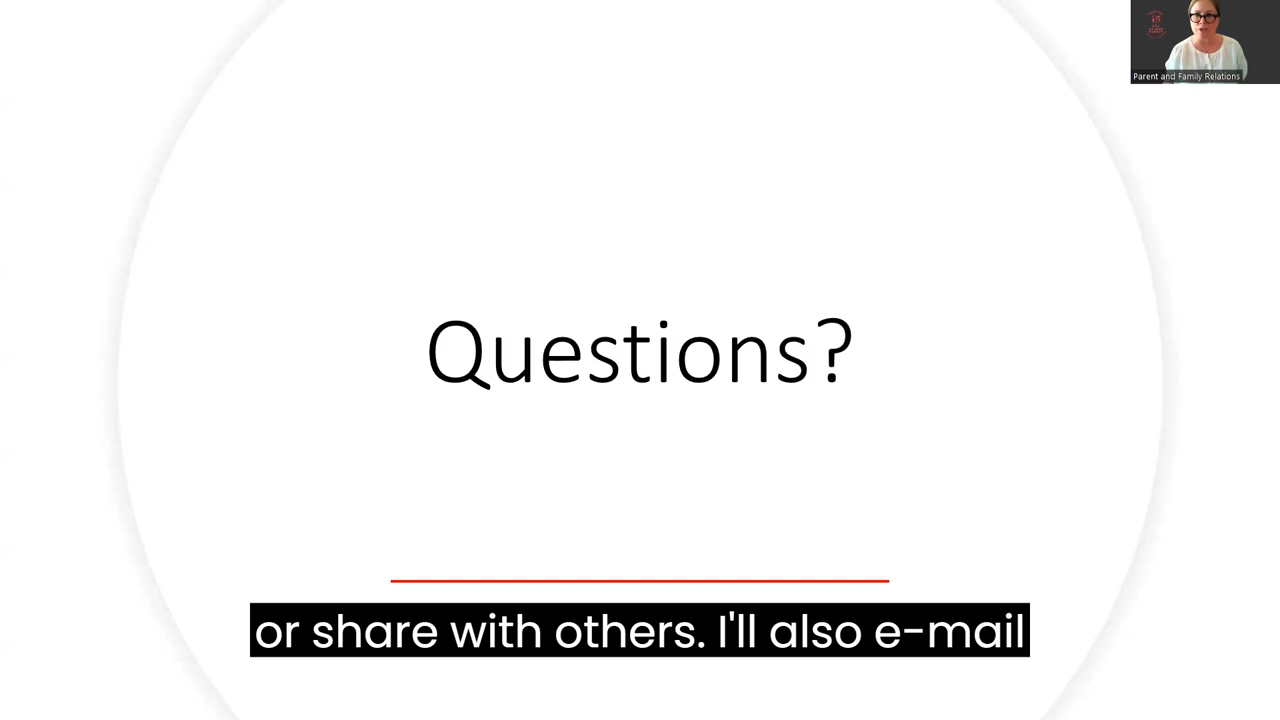 Parent and Family Relations
Questions?
or share with others. I'll also e-mail